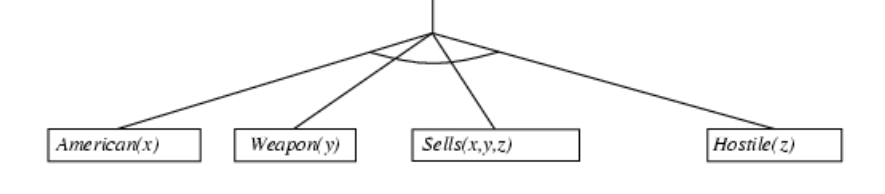 American(x)
Weapon(y)
Sells(x,y,z)
Hostile(z)